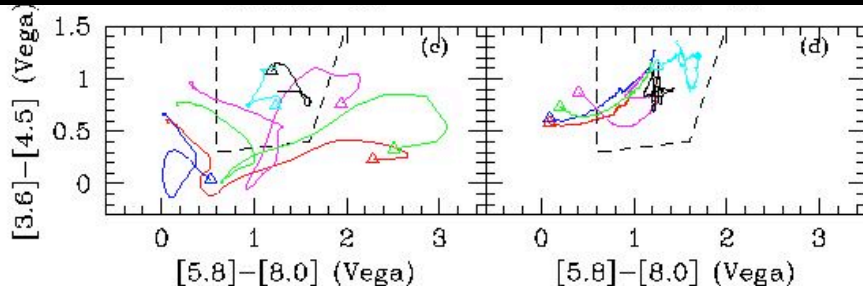 [3.6]−[4.5] (Vega)
1.5
1
0.5
0
(c)
(d)
0 1 2 3
0 1 2 3
[5.8]−[8.0] (Vega)
[5.8]−[8.0] (Vega)